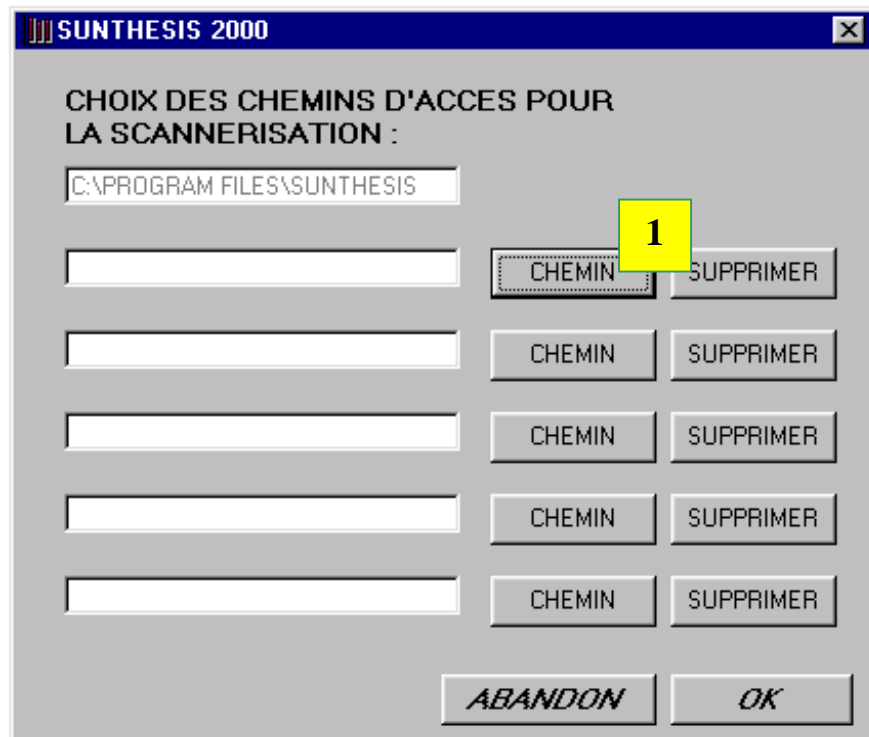 SUNTHESIS 2000
CHOIX DES CHEMINS D'ACCES POUR
LA SCANNERISATION :
C:\PROGRAM FILES\SUNTHESIS
1
CHEMIN SUPPRIMER
CHEMIN SUPPRIMER
CHEMIN SUPPRIMER
CHEMIN SUPPRIMER
CHEMIN SUPPRIMER
ABANDON OK